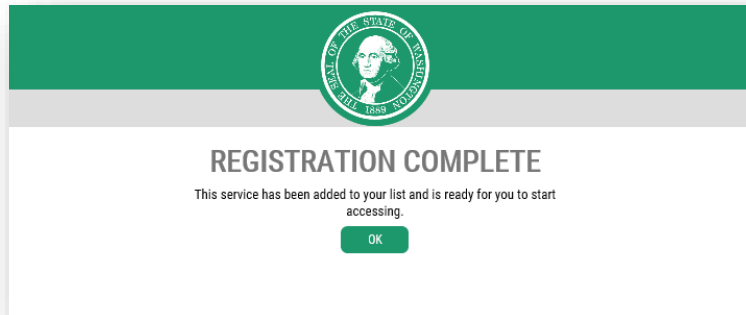 THE SEAL OF THE STATE OF WASHINGTON
1889
REGISTRATION COMPLETE
This service has been added to your list and is ready for you to start
accessing.
OK